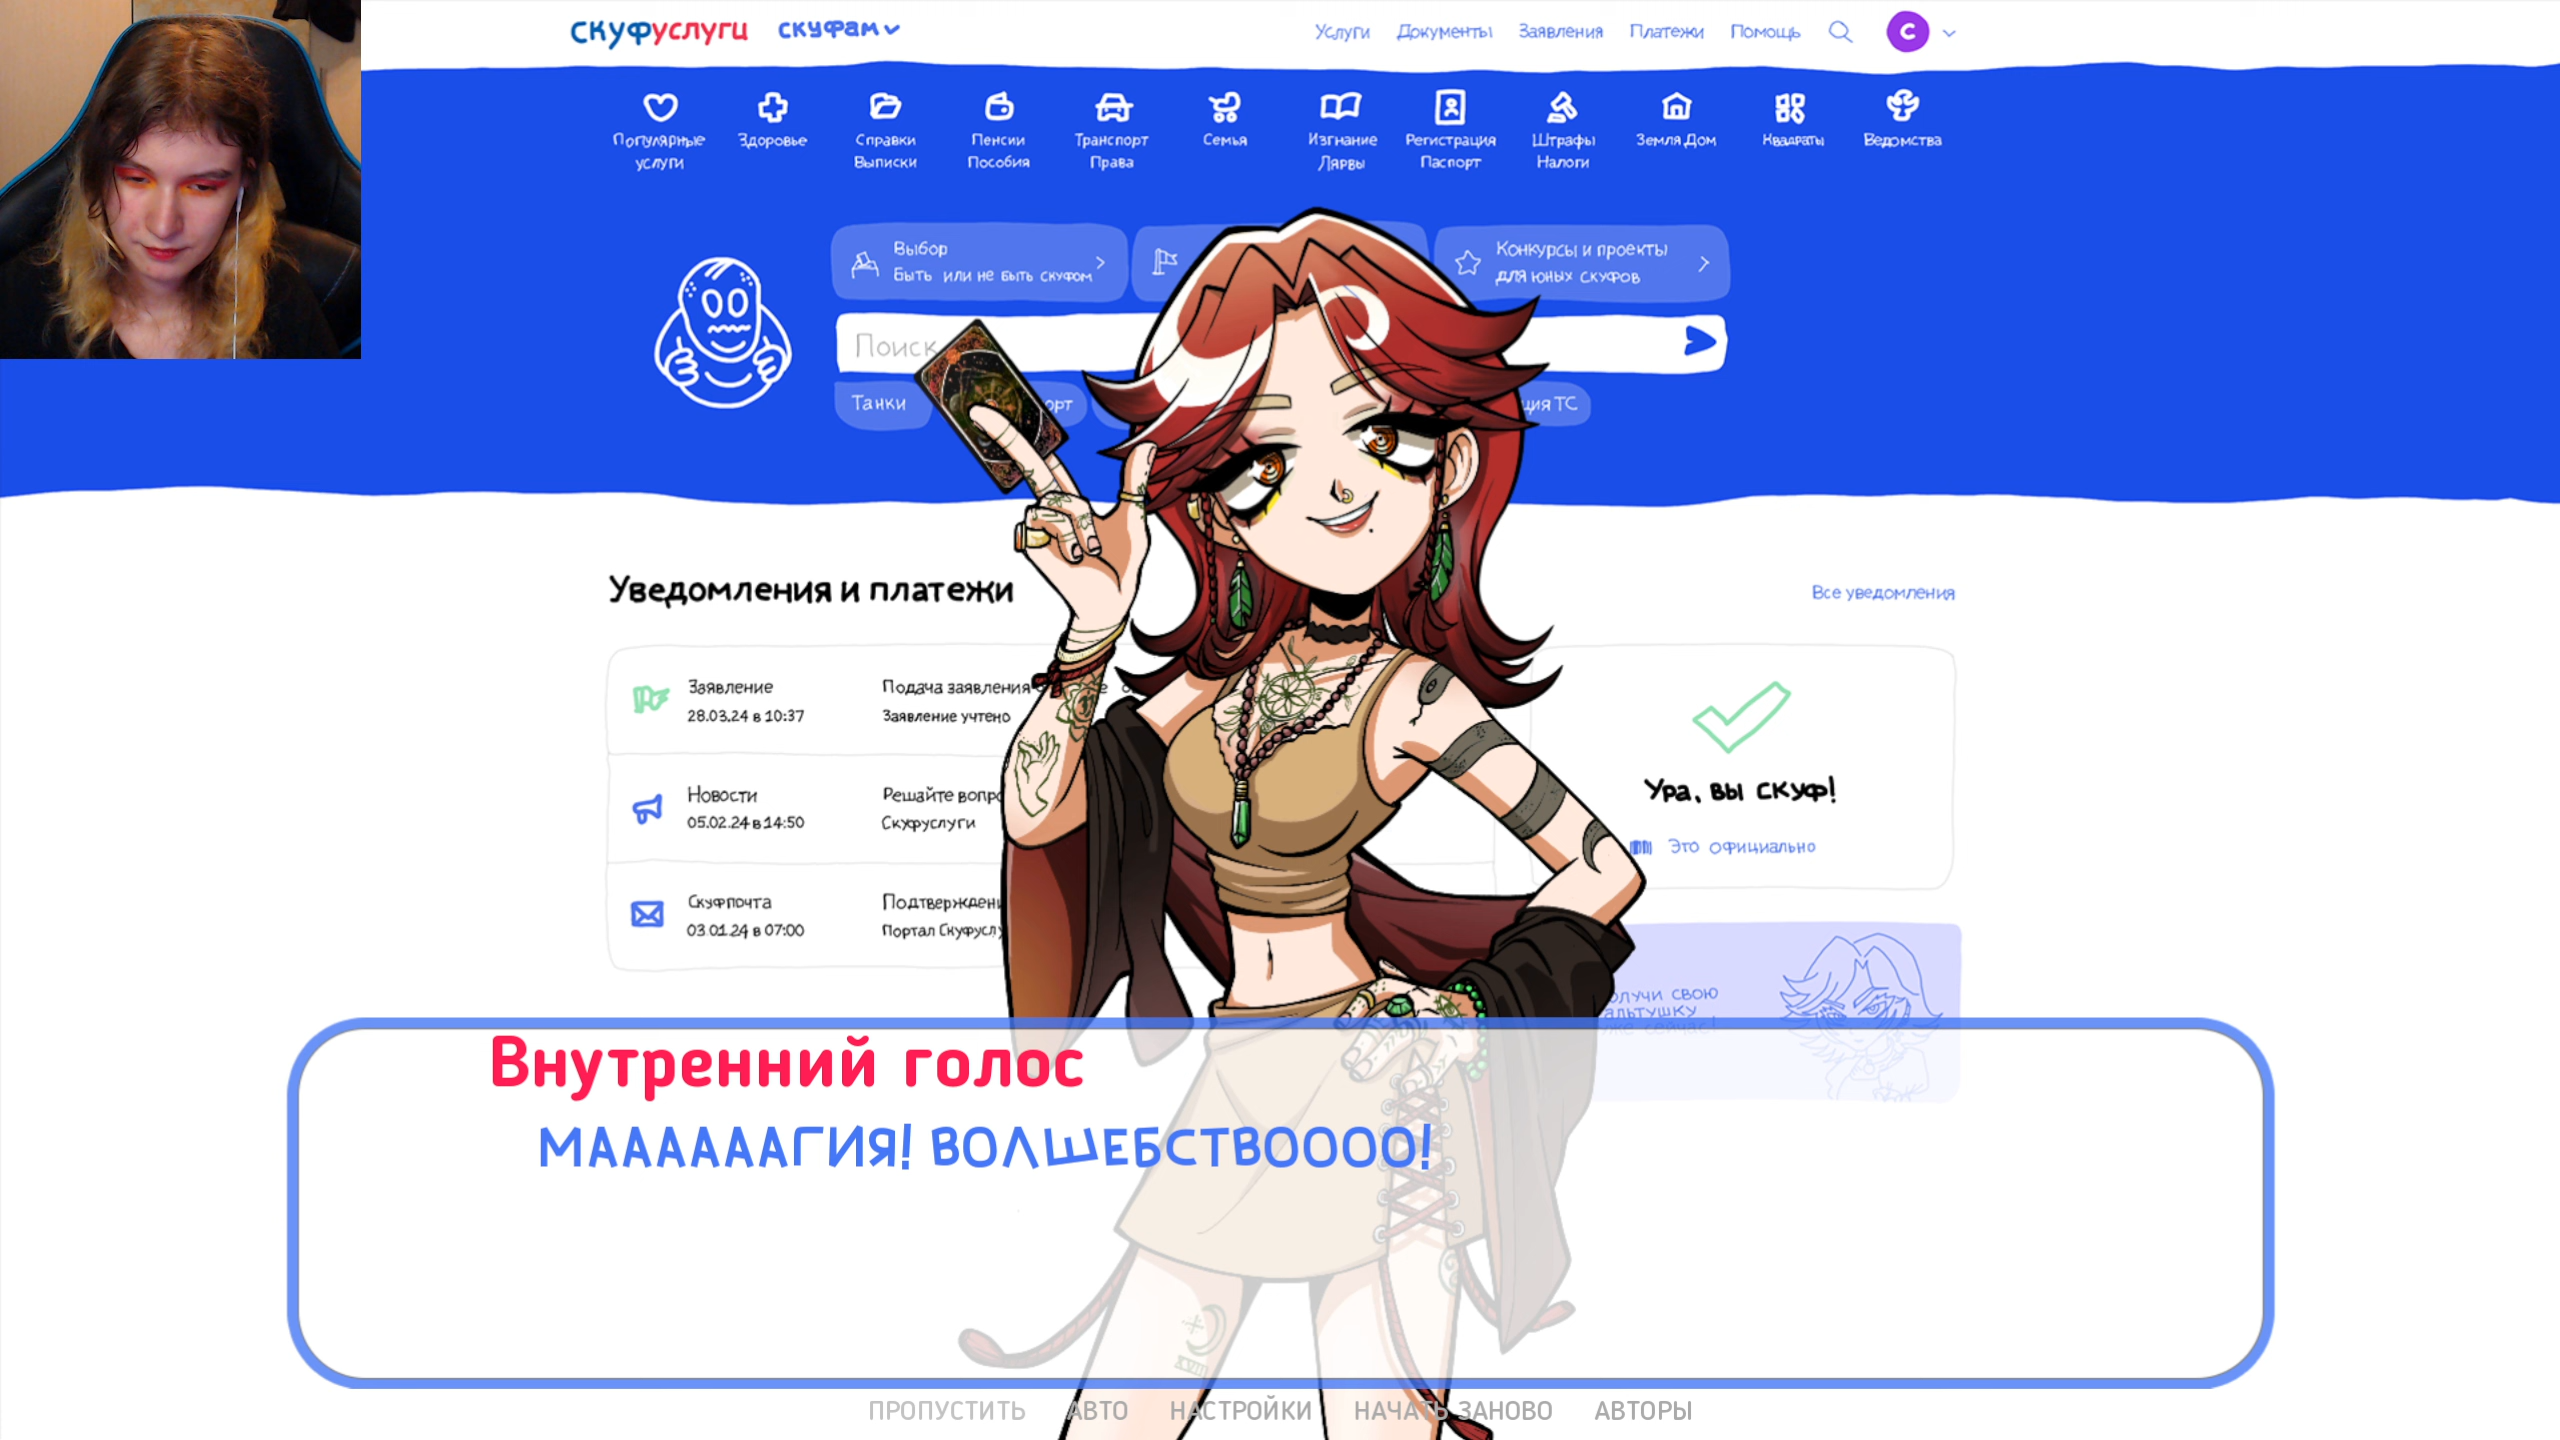 скуфуслуги
скуфам
Услуги Документы Заявления Платежи Помощь
С
Популярные услуги
Здоровье
Справки Выписки
Пенсии Пособия
Транспорт Права
Семья
Изгнание Лярвы
Регистрация Паспорт
Штрафы Налоги
Земля Дом
Квадраты
Ведомства
Выбор
Быть или не быть скуфом
Конкурсы и проекты
для юных скуфов
Поиск
Танки
Уведомления и платежи
Все уведомления
Заявление
28.03.24 в 10:37
Подача заявления
Заявление учтено
Новости
05.02.24 в 14:50
Решайте
Скуфуслуги
Скуфпочта
03.01.24 в 07:00
Портал
Ура, вы скуф!
Это официально
свою
Внутренний голос
МАААААAГИЯ! ВОЛШЕБСТВОООО!
XVIII
ПРОПУСТИТЬ АВТО НАСТРОЙКИ НАЧАТЬ ЗАНОВО АВТОРЫ